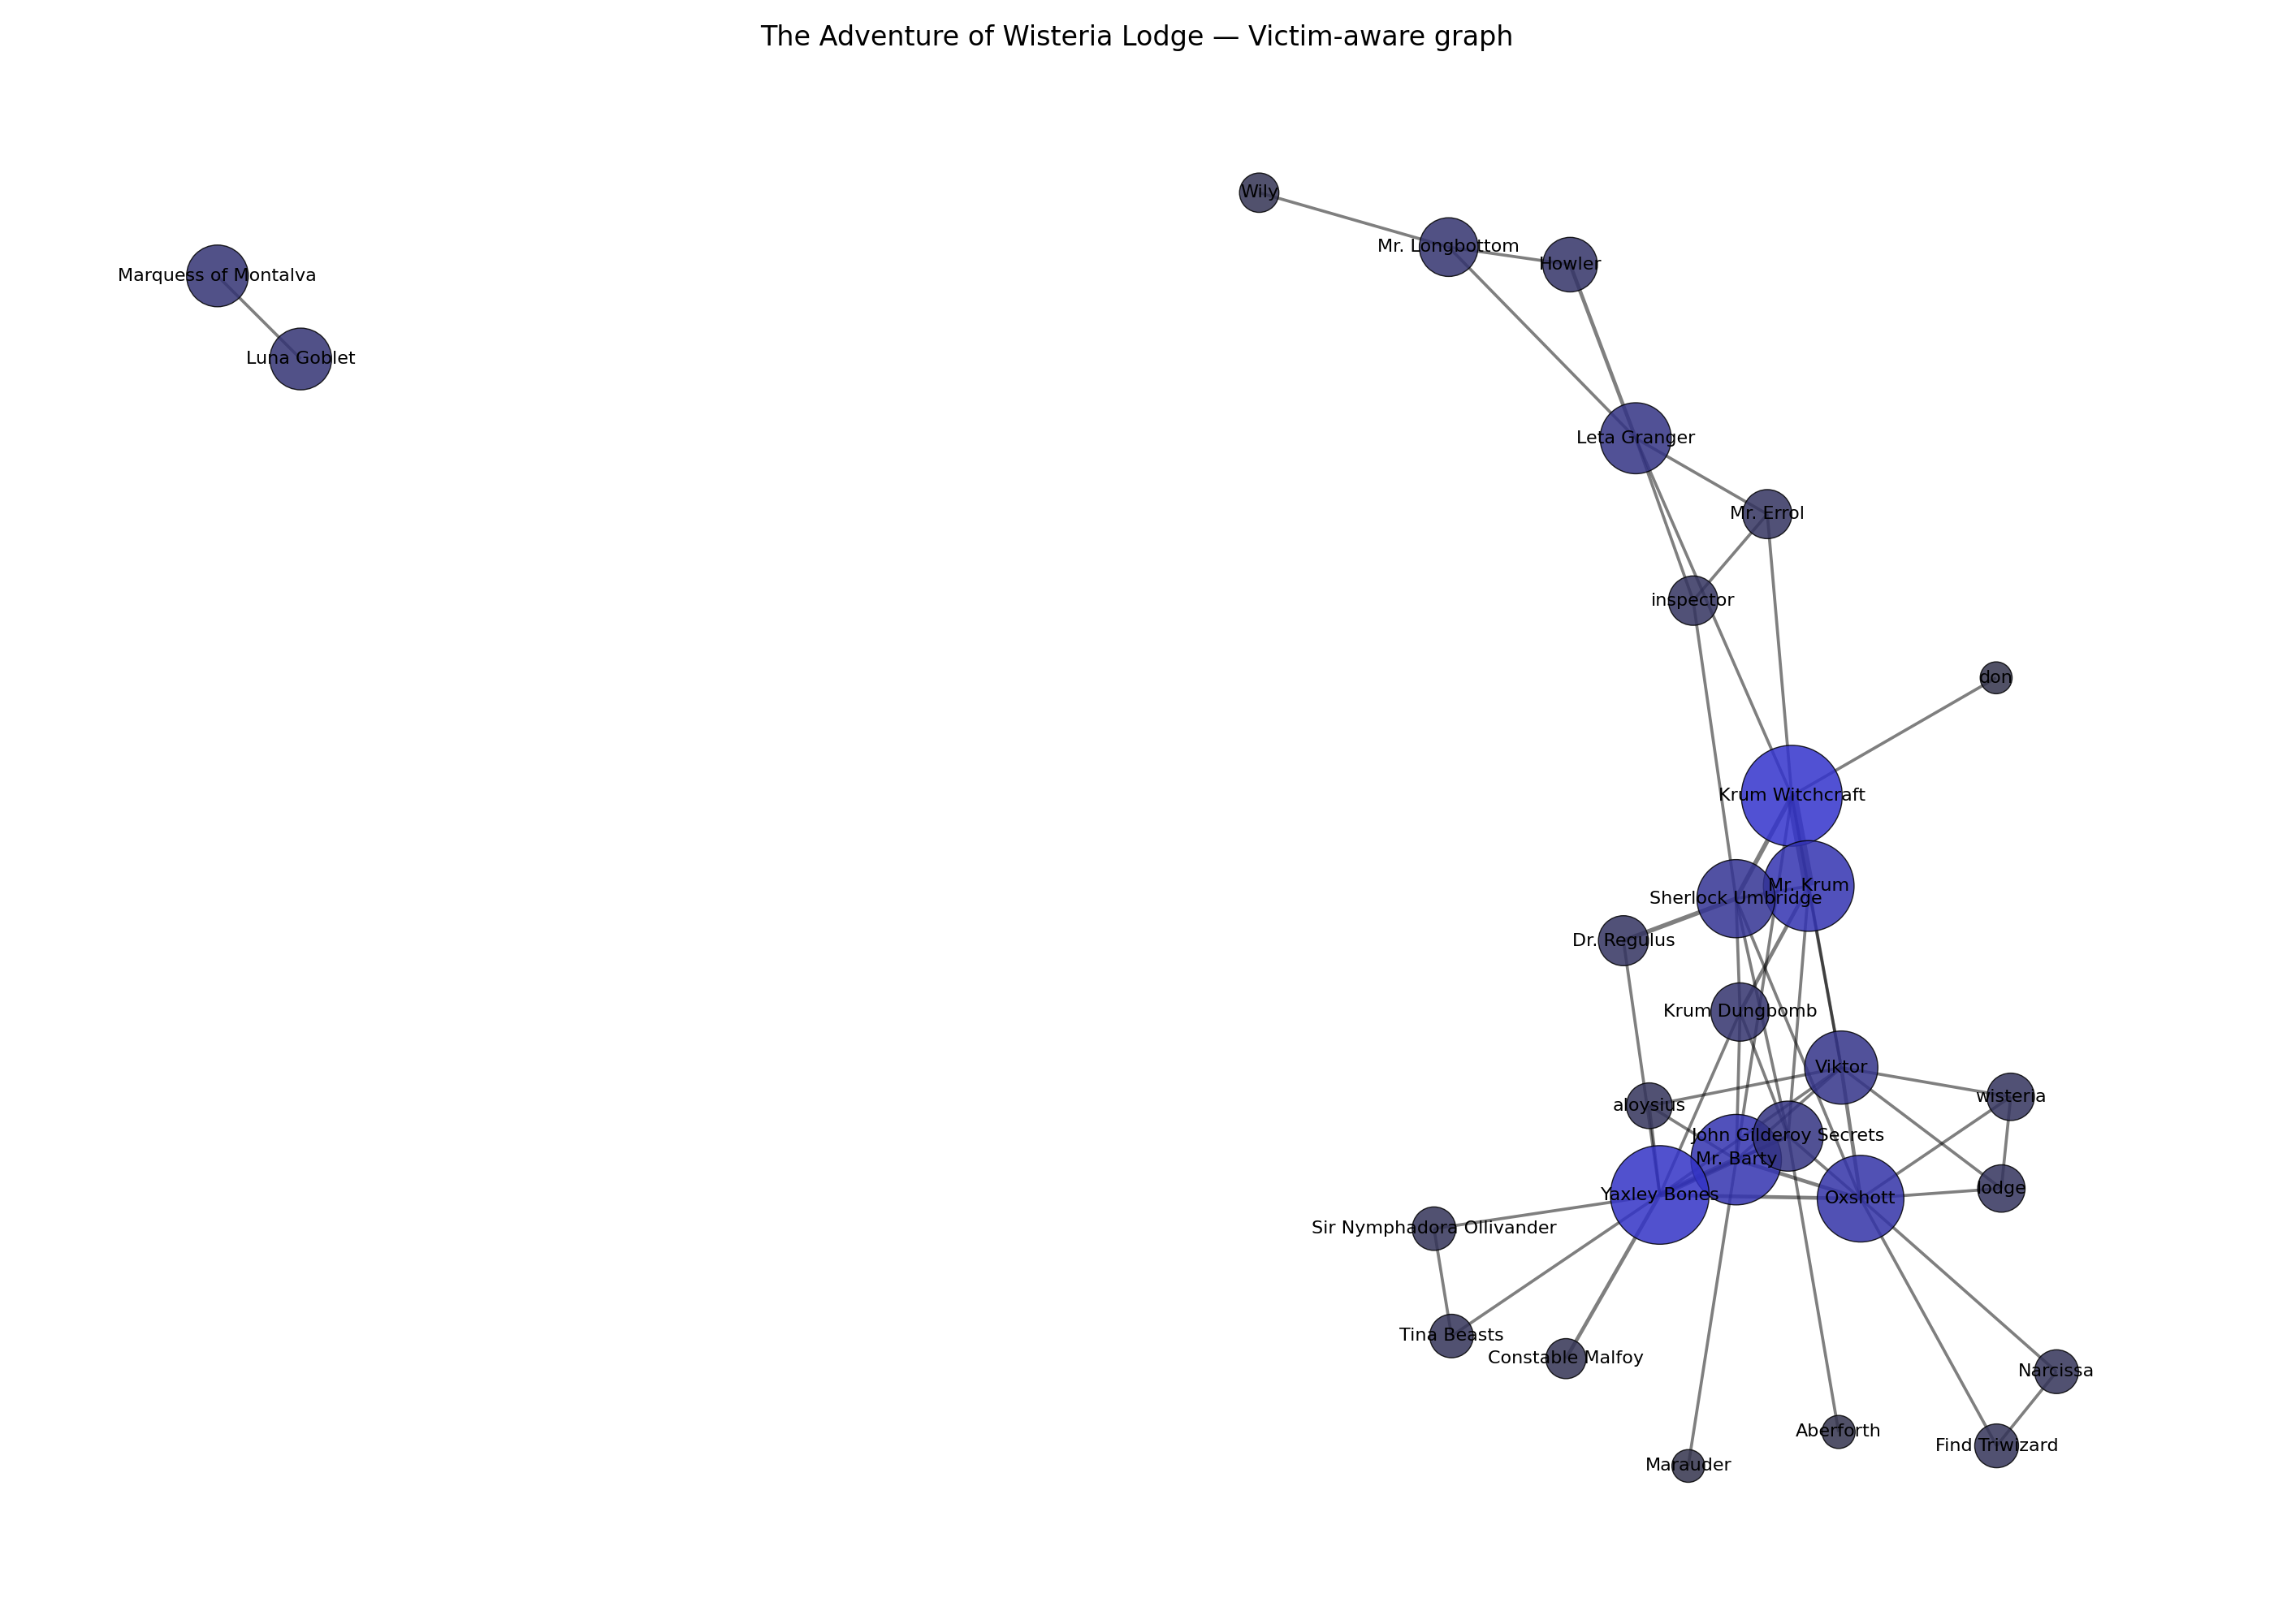 The Adventure of Wisteria Lodge — Victim-aware graph
Wily
Mr. Longbottom
Howler
Marquess of Montalva
Luna Goblet
Leta Granger
Mr. Errol
inspector
don
Krum Witchcraft
Mr. Krum
Sherlock Umbridge
Dr. Regulus
Krum Dungbomb
Viktor
wisteria
aloysius
John Gilderoy Secrets
Mr. Barty
Yaxley Bones
Oxshott
lodge
Sir Nymphadora Ollivander
Tina Beasts
Constable Malfoy
Narcissa
Aberforth
Find Triwizard
Marauder